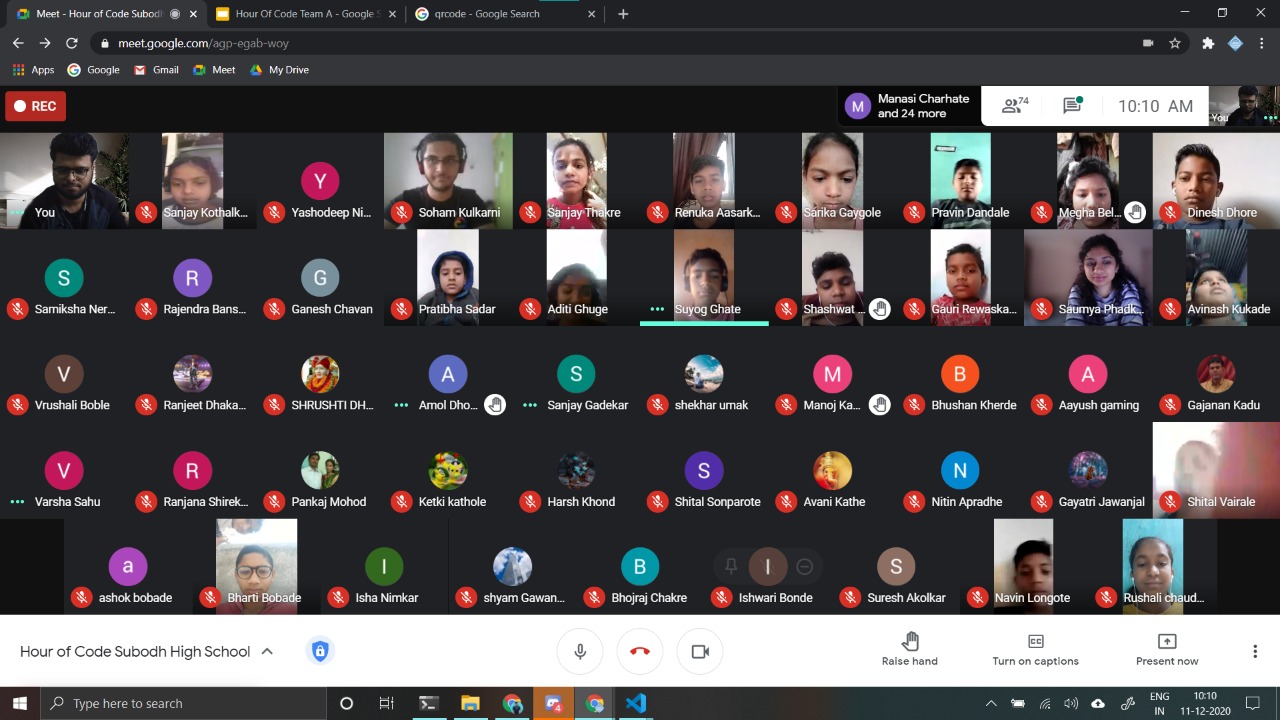 Meet - Hour of Code Subodh
Hour Of Code Team A - Google S
qrcode - Google Search
meet.google.com/agp-egab-woy
Apps
Google
Gmail
Meet
My Drive
REC
M
Manasi Charhate
and 24 more
74
10:10 AM
You
You
Sanjay Kothalk...
Y
Yashodeep Ni...
Soham Kulkarni
Sanjay Thakre
Renuka Aasark...
Sarika Gaygole
Pravin Dandale
Megha Bel...
Dinesh Dhore
S
Samiksha Ner...
R
Rajendra Bans...
G
Ganesh Chavan
Pratibha Sadar
Aditi Ghuge
Suyog Ghate
Shashwat ...
Gauri Rewaska...
Saumya Phadk...
Avinash Kukade
V
Vrushali Boble
Ranjeet Dhaka...
SHRUSHTI DH...
A
Amol Dho...
S
Sanjay Gadekar
shekhar umak
M
Manoj Ka...
B
Bhushan Kherde
A
Aayush gaming
Gajanan Kadu
V
Varsha Sahu
R
Ranjana Shirek...
Pankaj Mohod
Ketki kathole
Harsh Khond
S
Shital Sonparote
Avani Kathe
N
Nitin Apradhe
Gayatri Jawanjal
Shital Vairale
a
ashok bobade
Bharti Bobade
I
Isha Nimkar
shyam Gawan...
B
Bhojraj Chakre
I
Ishwari Bonde
S
Suresh Akolkar
Navin Longote
Rushali chaud...
Hour of Code Subodh High School
Raise hand
Turn on captions
Present now
Type here to search
4
ENG
IN
10:10
11-12-2020